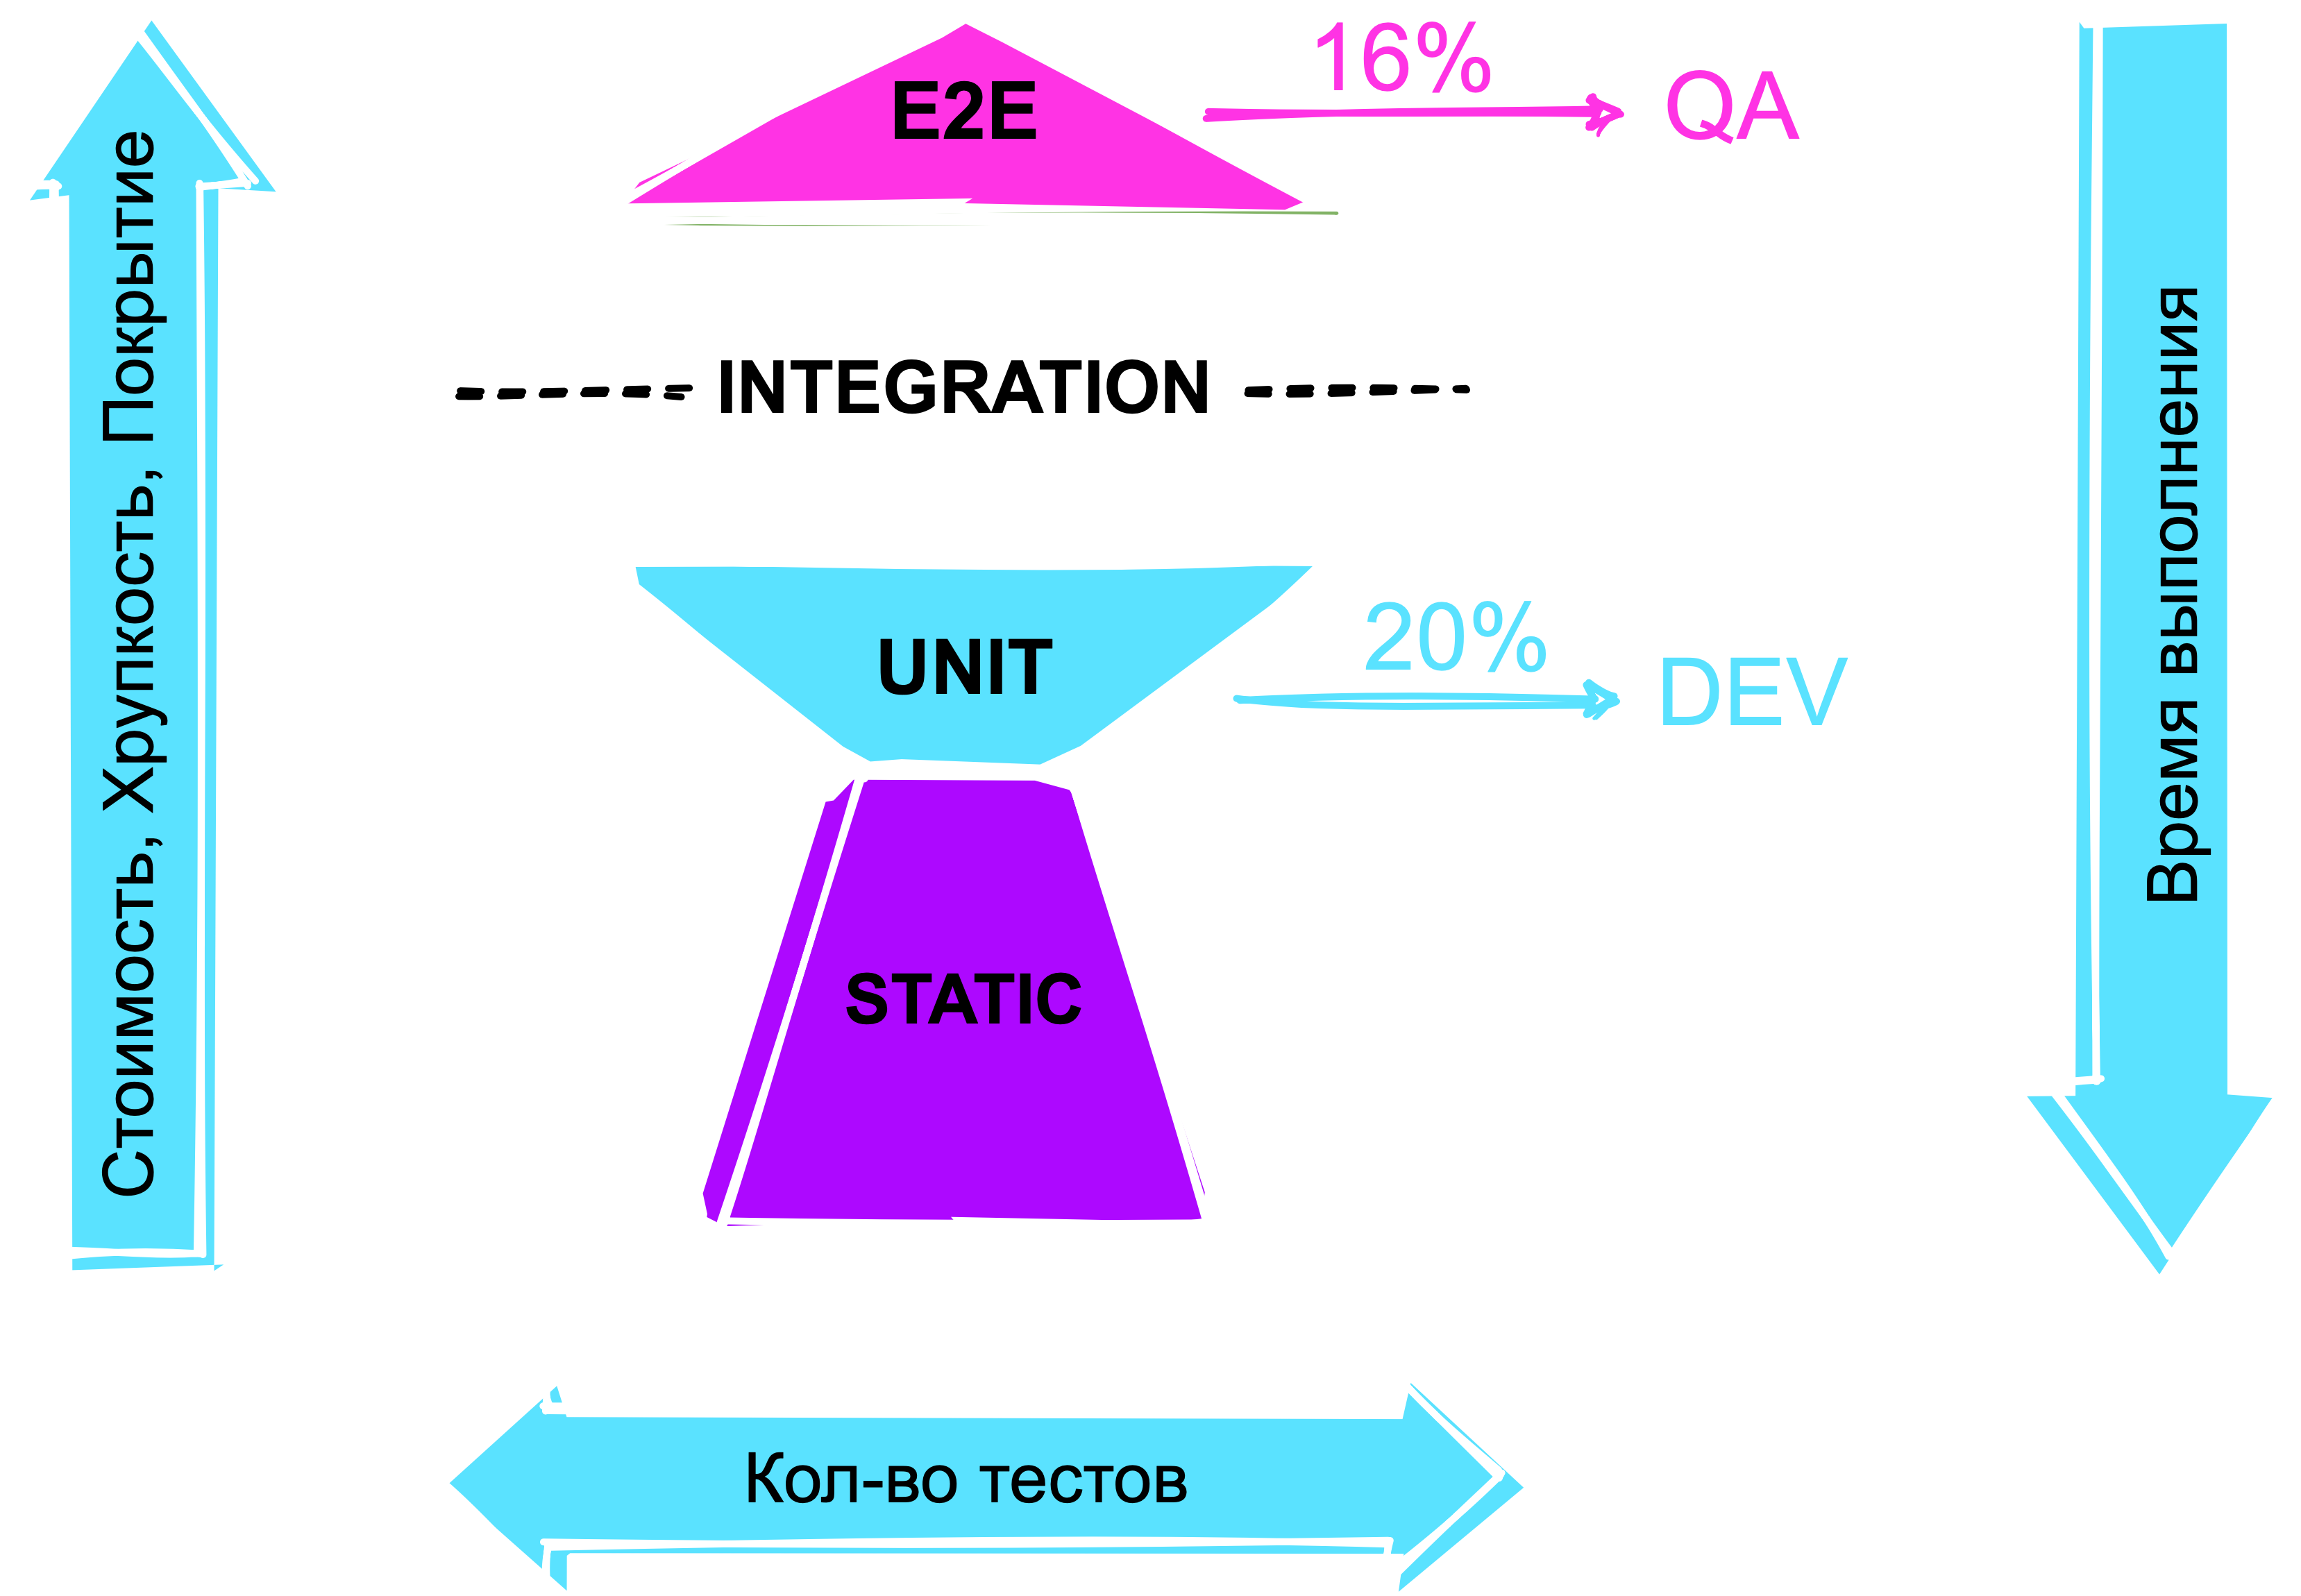 Стоимость, Хрупкость, Покрытие
E2E
16%
QA
INTEGRATION
UNIT
20%
DEV
STATIC
Время выполнения
Кол-во тестов